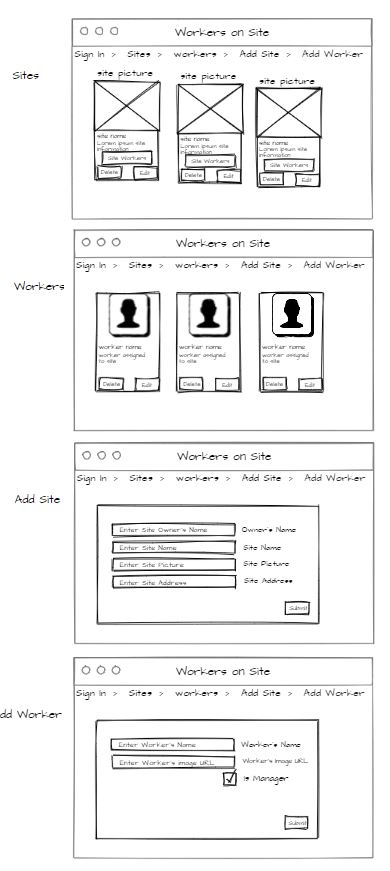 Workers on Site
Sign In > Sites > workers > Add Site > Add Worker
Sites
site picture site picture site picture
site name site name site name
Lorem ipsum site information Lorem ipsum site information Lorem ipsum site information
Site Workers Site Workers Site Workers
Delete Edit Delete Edit Delete Edit
Workers on Site
Sign In > Sites > workers > Add Site > Add Worker
Workers
worker name worker name worker name
worker assigned worker assigned worker assigned
to site to site to site
Delete Edit Delete Edit Delete Edit
Workers on Site
Sign In > Sites > workers > Add Site > Add Worker
Add Site
Enter Site Owner's Name Owner's Name
Enter Site Name Site Name
Enter Site Picture Site Picture
Enter Site Address Site Address
Submit
Workers on Site
Sign In > Sites > workers > Add Site > Add Worker
dd Worker
Enter Worker's Name Worker's Name
Enter Worker's image URL Worker's Image URL
Is Manager
Submit